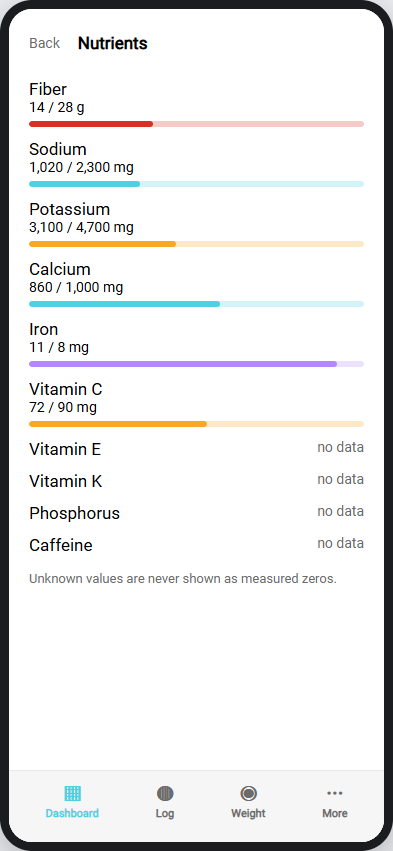 Back Nutrients
Fiber
14 / 28 g
Sodium
1,020 / 2,300 mg
Potassium
3,100 / 4,700 mg
Calcium
860 / 1,000 mg
Iron
11 / 8 mg
Vitamin C
72 / 90 mg
Vitamin E no data
Vitamin K no data
Phosphorus no data
Caffeine no data
Unknown values are never shown as measured zeros.
Dashboard Log Weight More